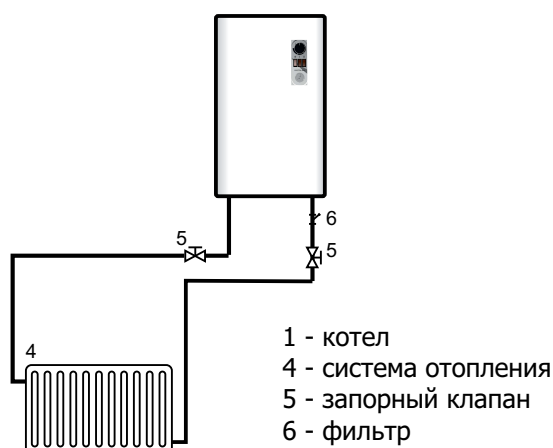 6
5
5
4
1 - котел
4 - система отопления
5 - запорный клапан
6 - фильтр